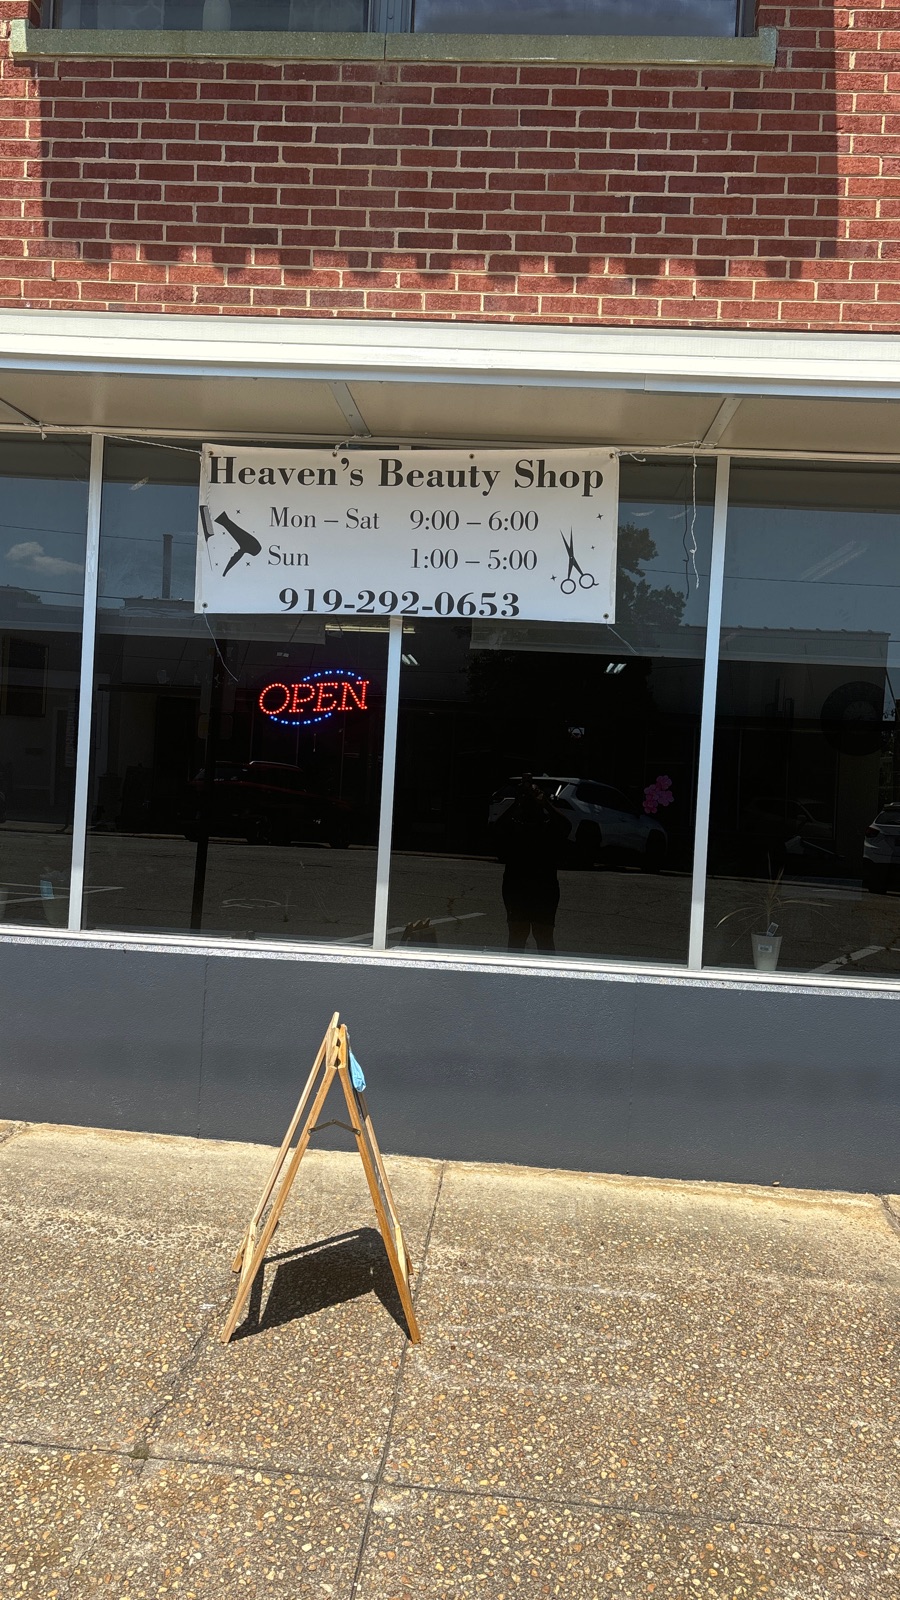 Heaven's Beauty Shop
Mon – Sat 9:00 – 6:00
Sun 1:00 – 5:00
919-292-0653
OPEN